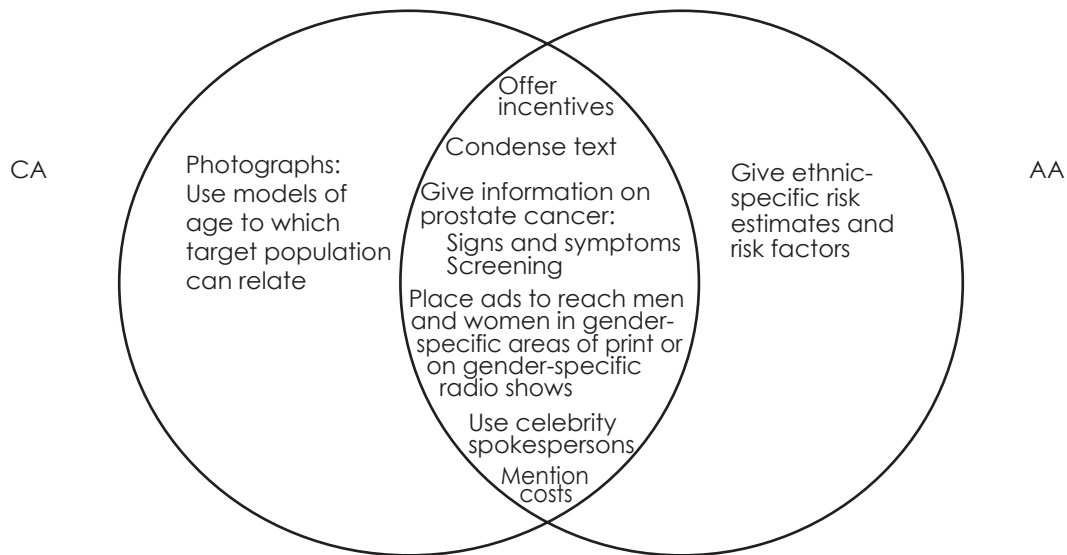 CA
Photographs:
Use models of
age to which
target population
can relate
Offer
incentives
Condense text
Give information on
prostate cancer:
Signs and symptoms
Screening
Place ads to reach men
and women in gender-
specific areas of print or
on gender-specific
radio shows
Use celebrity
spokespersons
Mention
costs
Give ethnic-
specific risk
estimates and
risk factors
AA